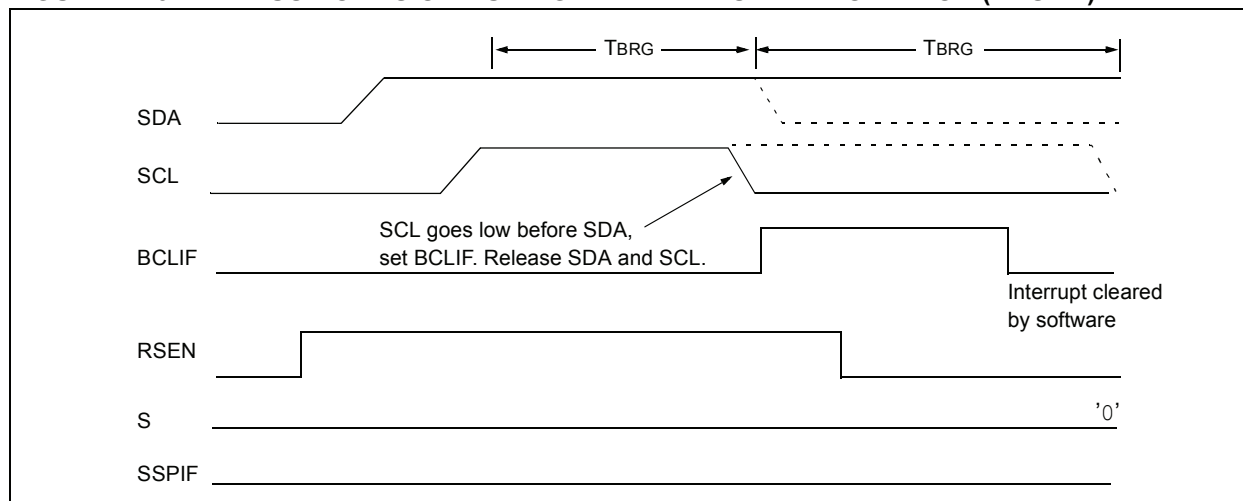 TBRG
TBRG
SDA
SCL
SCL goes low before SDA,
set BCLIF. Release SDA and SCL.
BCLIF
Interrupt cleared
by software
RSEN
S
'0'
SSPIF